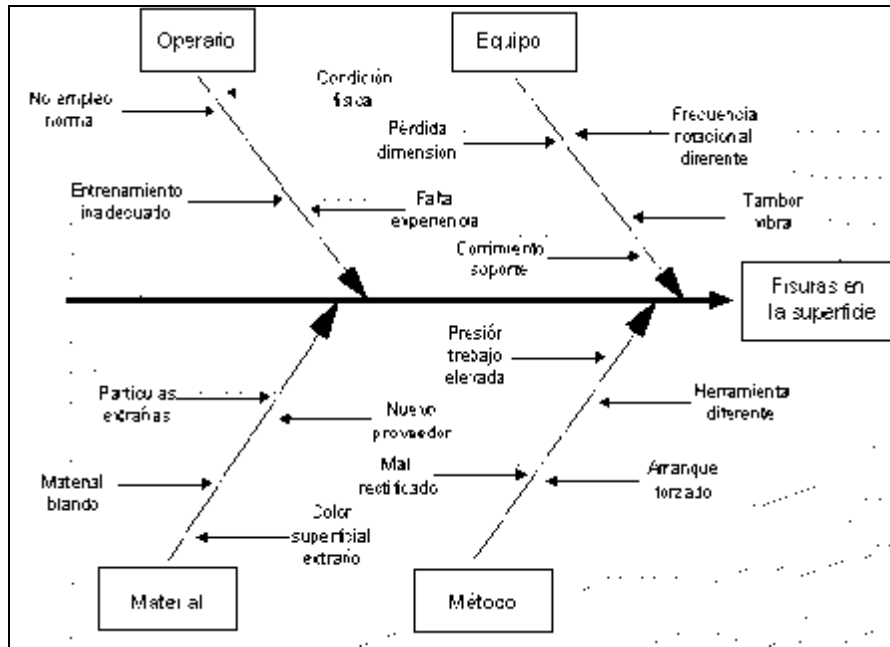 Operario
Equipo
Condición
física
No empleo
norma
Pérdida
dimension
Frecuencia
rotacional
diferente
Entrenamiento
inadecuado
Falta
experiencia
Tambor
vibra
Corrimiento
soporte
Fisuras en
la superficie
Presión
trabajo
elevada
Particulas
extrañas
Nuevo
proveedor
Herramienta
diferente
Material
blando
Mal
rectificado
Arranque
forzado
Color
superficial
extraño
Material
Método